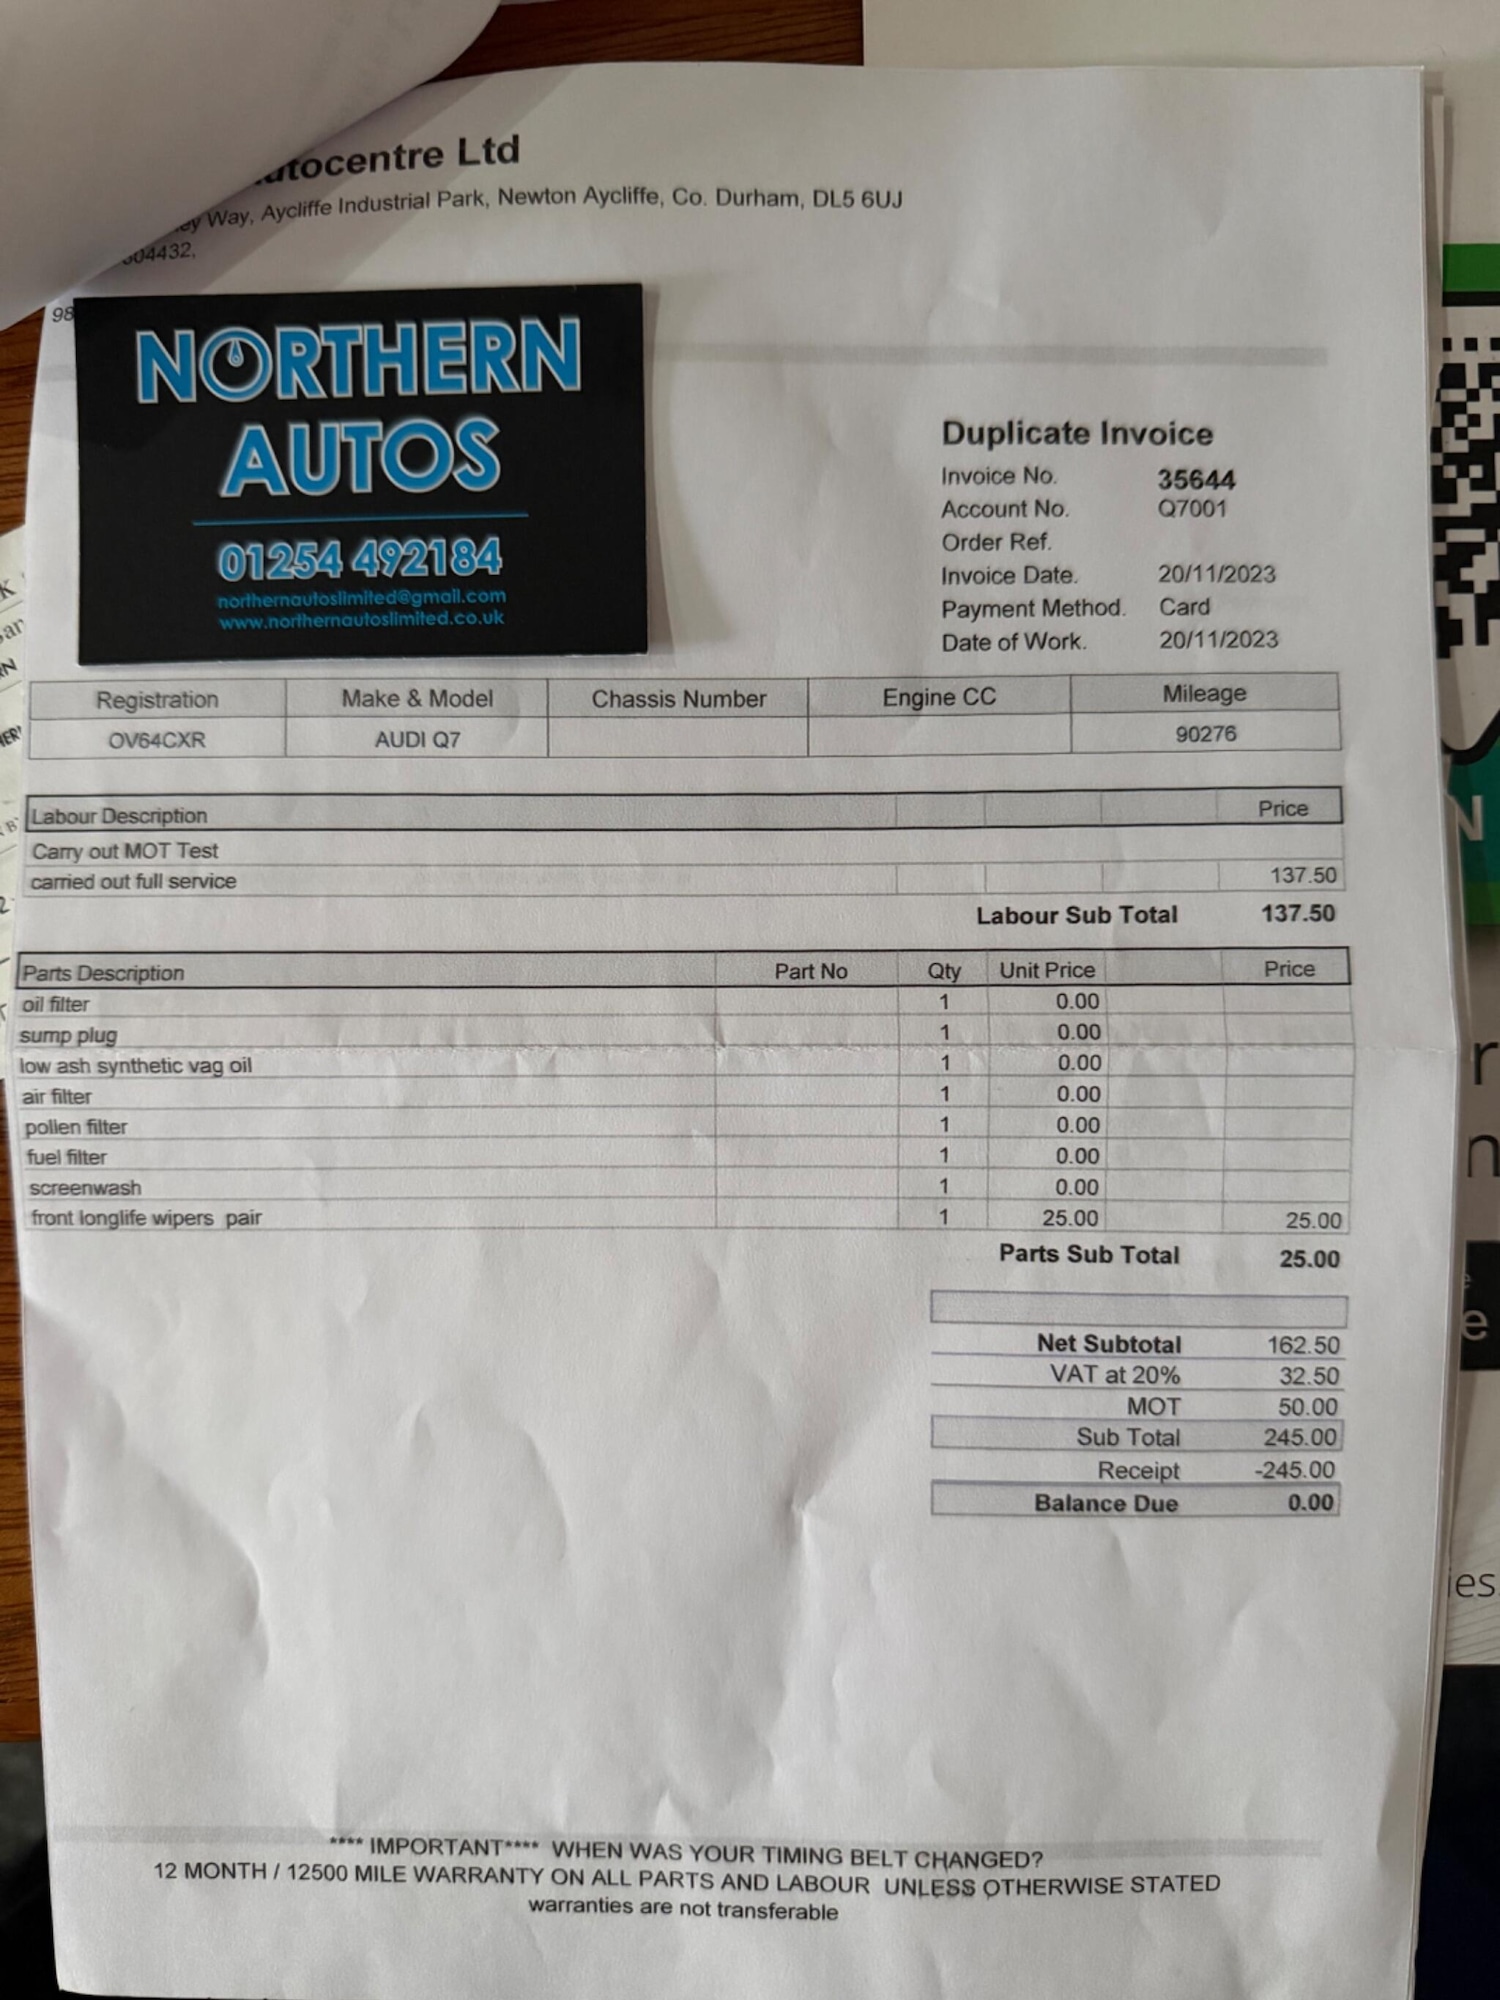 Autocentre Ltd
Way, Aycliffe Industrial Park, Newton Aycliffe, Co. Durham, DL5 6UJ
04432,
98
NORTHERN
AUTOS
01254 492184
northernautoslimited@gmail.com
www.northernautoslimited.co.uk
Duplicate Invoice
Invoice No. 35644
Account No. Q7001
Order Ref.
Invoice Date. 20/11/2023
Payment Method. Card
Date of Work. 20/11/2023
Registration Make & Model Chassis Number Engine CC Mileage
OV64CXR AUDI Q7 90276
Labour Description Price
Carry out MOT Test
carried out full service 137.50
Labour Sub Total 137.50
Parts Description Part No Qty Unit Price Price
oil filter 1 0.00
sump plug 1 0.00
low ash synthetic vag oil 1 0.00
air filter 1 0.00
pollen filter 1 0.00
fuel filter 1 0.00
screenwash 1 0.00
front longlife wipers pair 1 25.00 25.00
Parts Sub Total 25.00
Net Subtotal 162.50
VAT at 20% 32.50
MOT 50.00
Sub Total 245.00
Receipt -245.00
Balance Due 0.00
**** IMPORTANT**** WHEN WAS YOUR TIMING BELT CHANGED?
12 MONTH / 12500 MILE WARRANTY ON ALL PARTS AND LABOUR UNLESS OTHERWISE STATED
warranties are not transferable